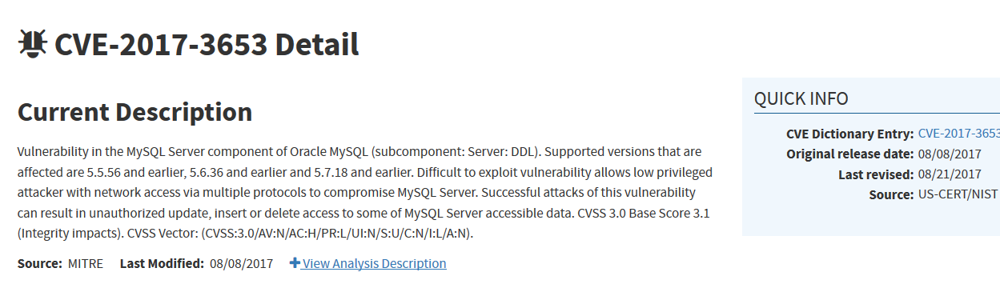 CVE-2017-3653 Detail
Current Description
Vulnerability in the MySQL Server component of Oracle MySQL (subcomponent: Server: DDL). Supported versions that are
affected are 5.5.56 and earlier, 5.6.36 and earlier and 5.7.18 and earlier. Difficult to exploit vulnerability allows low privileged
attacker with network access via multiple protocols to compromise MySQL Server. Successful attacks of this vulnerability
can result in unauthorized update, insert or delete access to some of MySQL Server accessible data. CVSS 3.0 Base Score 3.1
(Integrity impacts). CVSS Vector: (CVSS:3.0/AV:N/AC:H/PR:L/UI:N/S:U/C:N/I:L/A:N).
Source: MITRE Last Modified: 08/08/2017 View Analysis Description
QUICK INFO
CVE Dictionary Entry: CVE-2017-3653
Original release date: 08/08/2017
Last revised: 08/21/2017
Source: US-CERT/NIST